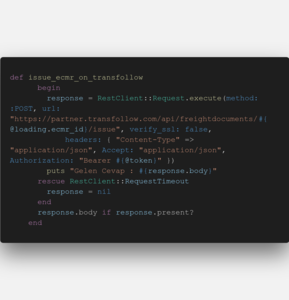 def issue_ecmr_on_transfollow
begin
response = RestClient::Request.execute(method:
:POST, url:
"https://partner.transfollow.com/api/freightdocuments/#{
@loading.ecmr_id}/issue", verify_ssl: false,
headers: { "Content-Type" =>
"application/json", Accept: "application/json",
Authorization: "Bearer #{@token}" })
puts "Gelen Cevap : #{response.body}"
rescue RestClient::RequestTimeout
response = nil
end
response.body if response.present?
end